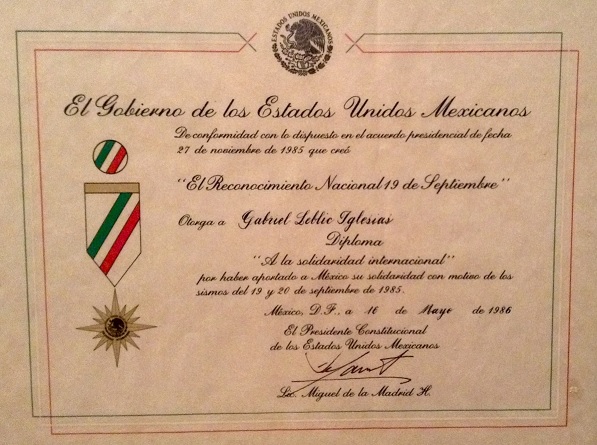 ESTADOS UNIDOS MEXICANOS
El Gobierno de los Estados Unidos Mexicanos
De conformidad con lo dispuesto en el acuerdo presidencial de fecha
27 de noviembre de 1985 que creó
"El Reconocimiento Nacional 19 de Septiembre"
Otorga a Gabriel Leblic Iglesias
Diploma
"A la solidaridad internacional"
por haber aportado a México su solidaridad con motivo de los
sismos del 19 y 20 de septiembre de 1985.
México, D.F., a 16 de Mayo de 1986
El Presidente Constitucional
de los Estados Unidos Mexicanos
Lic. Miguel de la Madrid H.